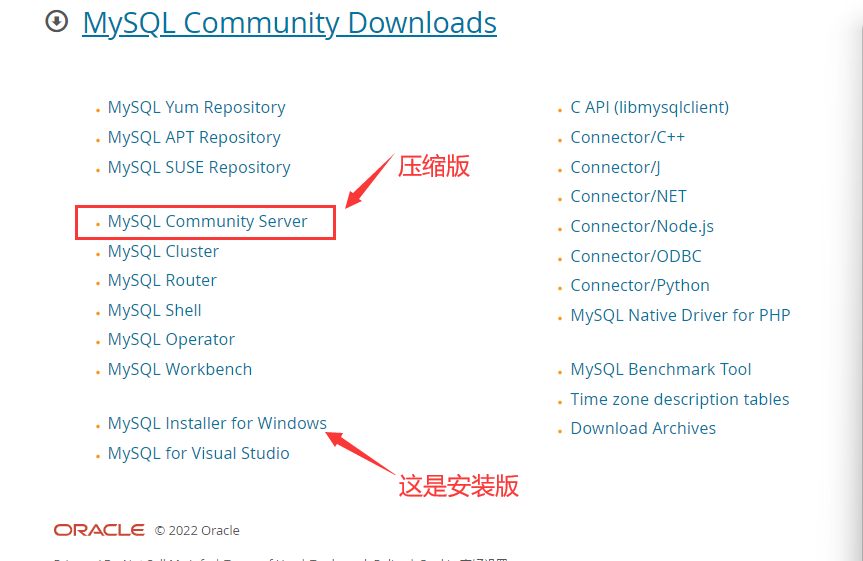 MySQL Community Downloads
MySQL Yum Repository
MySQL APT Repository
MySQL SUSE Repository
压缩版
MySQL Community Server
MySQL Cluster
MySQL Router
MySQL Shell
MySQL Operator
MySQL Workbench
MySQL Installer for Windows
MySQL for Visual Studio
这是安装版
C API (libmysqlclient)
Connector/C++
Connector/J
Connector/NET
Connector/Node.js
Connector/ODBC
Connector/Python
MySQL Native Driver for PHP
MySQL Benchmark Tool
Time zone description tables
Download Archives
ORACLE © 2022 Oracle